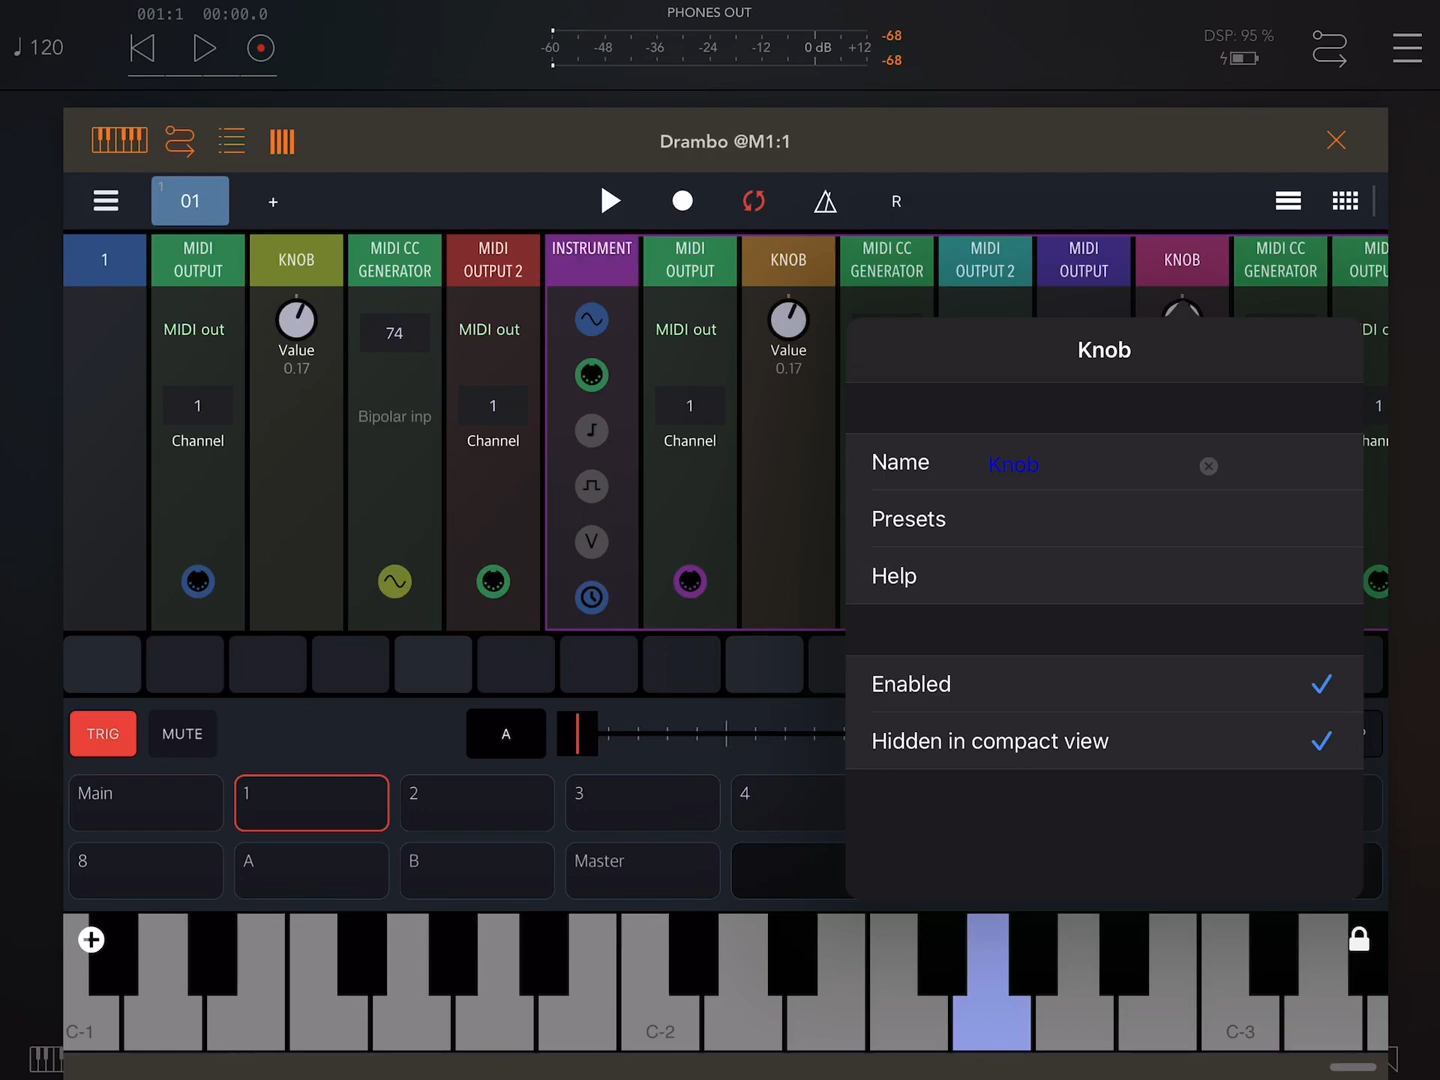 001:1 00:00.0
PHONES OUT
♩ 120
-60 -48 -36 -24 -12 0 dB +12
-68
-68
DSP: 95 %
Drambo @M1:1
1
01
+
R
1
MIDI
OUTPUT
KNOB
MIDI CC
GENERATOR
MIDI
OUTPUT 2
INSTRUMENT
MIDI
OUTPUT
KNOB
MIDI CC
GENERATOR
MIDI
OUTPUT 2
MIDI
OUTPUT
KNOB
MIDI CC
GENERATOR
MID
OUTPU
MIDI out
Value
0.17
74
Bipolar inp
MIDI out
MIDI out
Value
0.17
1
Channel
1
Channel
1
Channel
1
V
Knob
Name Knob
Presets
Help
Enabled
Hidden in compact view
TRIG
MUTE
A
Main
1
2
3
4
8
A
B
Master
C-1
C-2
C-3